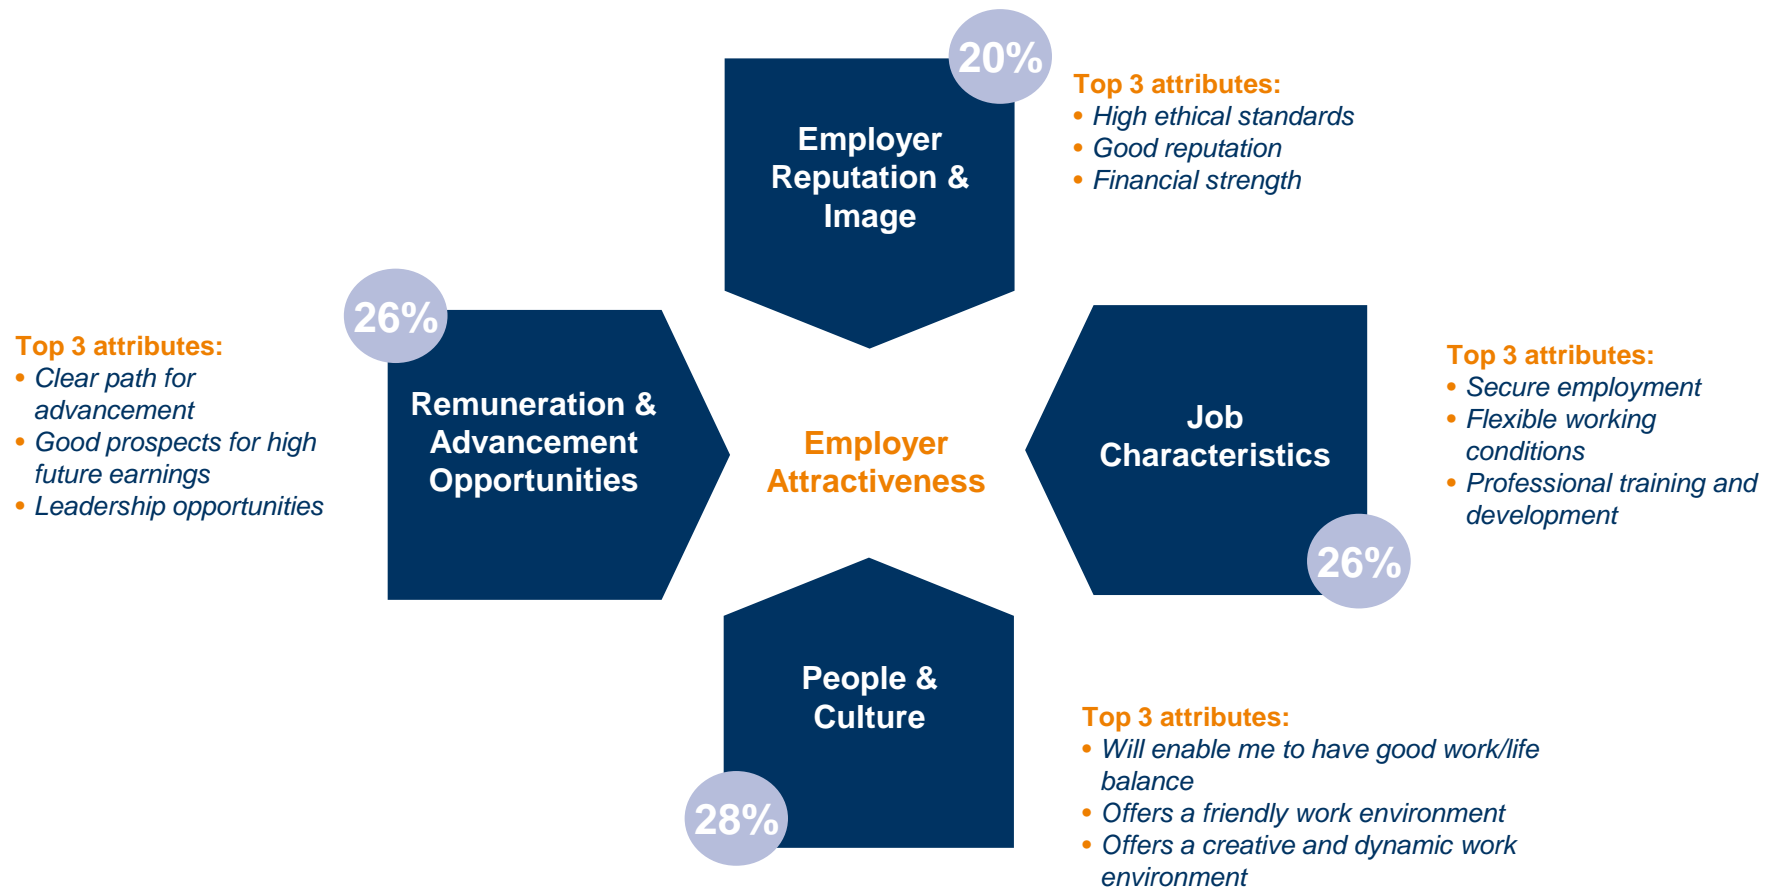 20%
Employer
Reputation &
Image
Top 3 attributes:
• High ethical standards
• Good reputation
• Financial strength
26%
Remuneration &
Advancement
Opportunities
Top 3 attributes:
• Clear path for
advancement
• Good prospects for high
future earnings
• Leadership opportunities
Employer
Attractiveness
Job
Characteristics
26%
Top 3 attributes:
• Secure employment
• Flexible working
conditions
• Professional training and
development
People &
Culture
28%
Top 3 attributes:
• Will enable me to have good work/life
balance
• Offers a friendly work environment
• Offers a creative and dynamic work
environment